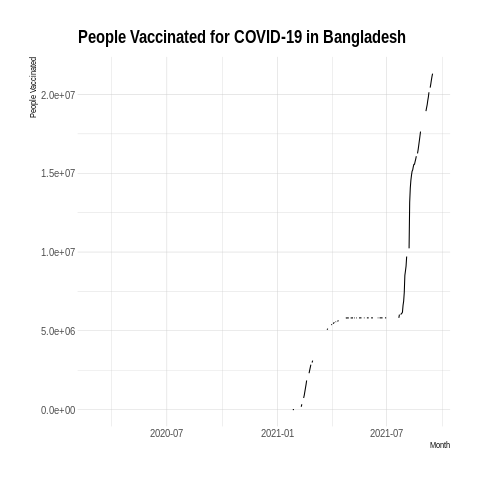 People Vaccinated for COVID-19 in Bangladesh
People Vaccinated
2.0e+07
1.5e+07
1.0e+07
5.0e+06
0.0e+00
2020-07 2021-01 2021-07
Month